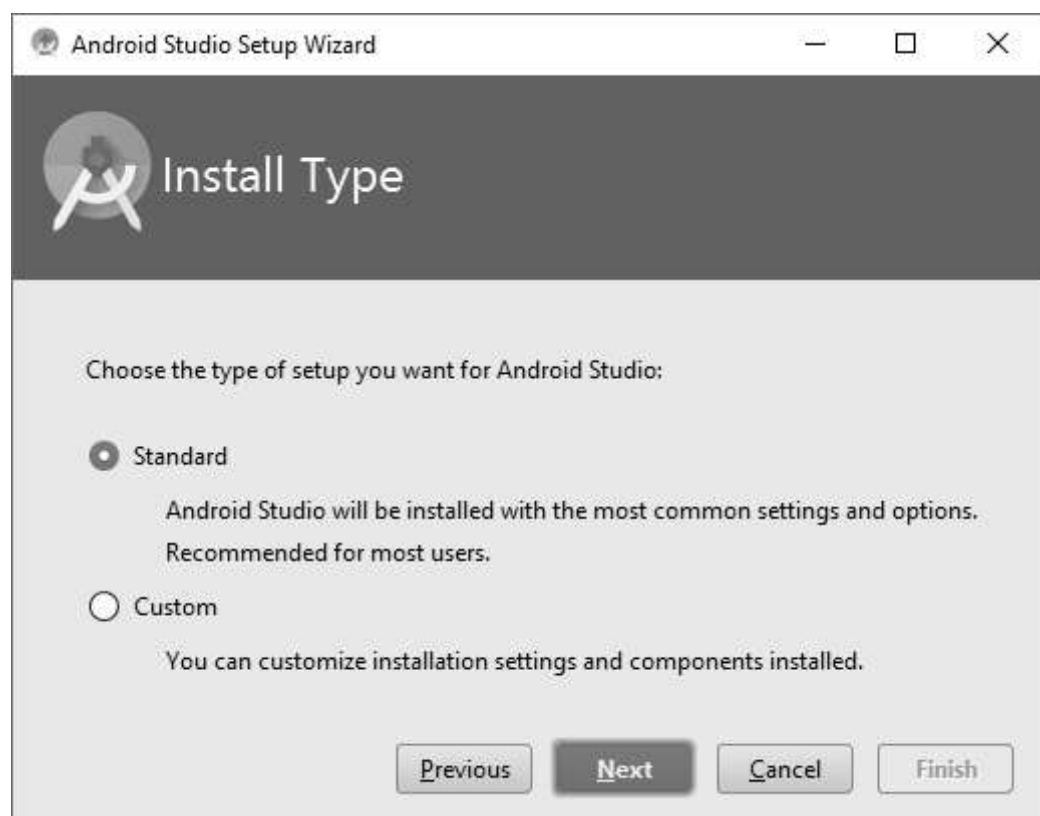 Android Studio Setup Wizard
Install Type
Choose the type of setup you want for Android Studio:
Standard
Android Studio will be installed with the most common settings and options.
Recommended for most users.
Custom
You can customize installation settings and components installed.
Previous Next Cancel Finish